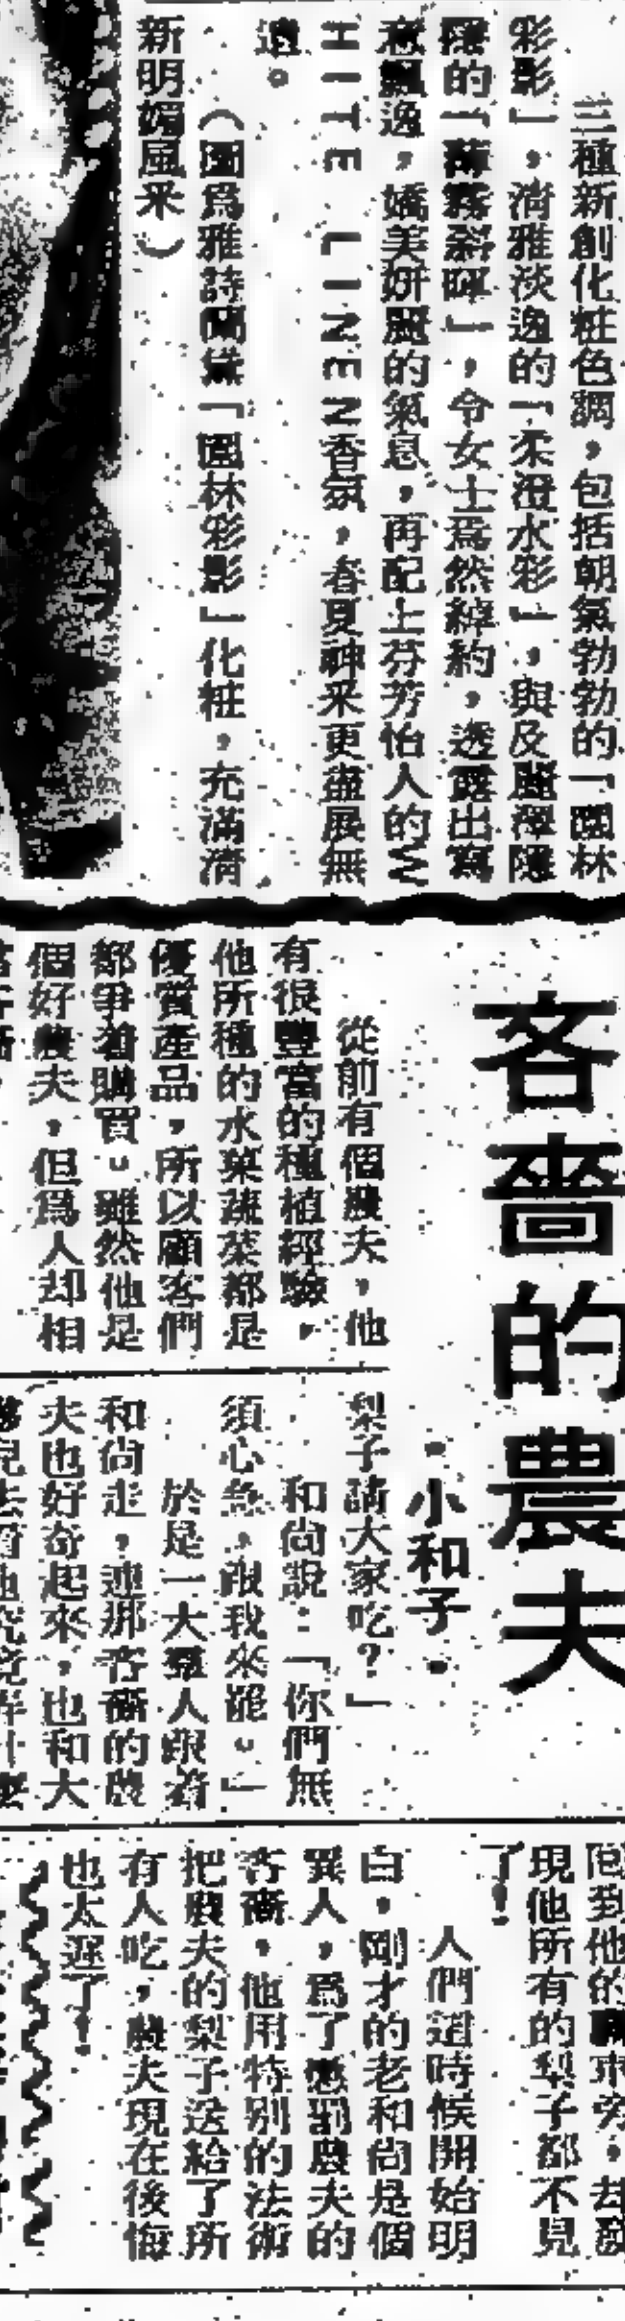 三種新創化粧色調，包括朝氣勃勃的「園林
彩影」，清雅淡逸的「柔澄水彩」，與及
的「薄霧斜暉」，令女士嫣然綽約，透露出寫
意飄逸，嬌美妍麗的氣息，再配上芬芳怡人的W
HITE LINEN香氛，春夏神采更盡展無
遺。
（圖爲雅詩蘭黛「園林彩影」化粧，充滿清
新明媚風采）
吝嗇的農夫
·小和子·
從前有個農夫，他
有很豐富的種植經驗，
他所種的水菓蔬菜都是
優質產品，所以顧客們
都爭着購買。雖然他是
個好農夫，但爲人却相
梨子請大家吃？」
和尚說：「你們無
須心急，跟我來罷。」
於是一大羣人跟着
和尚走，連那吝嗇的農
夫也好奇起來，也和大
到他的 車旁，却發
現他所有的梨子都不見
了！
人們這時候開始明
白，剛才的老和尚是個
異人，爲了懲罰農夫的
吝嗇，他用特別的法術
把農夫的梨子送給了所
有人吃，農夫現在後悔
也太遲了！